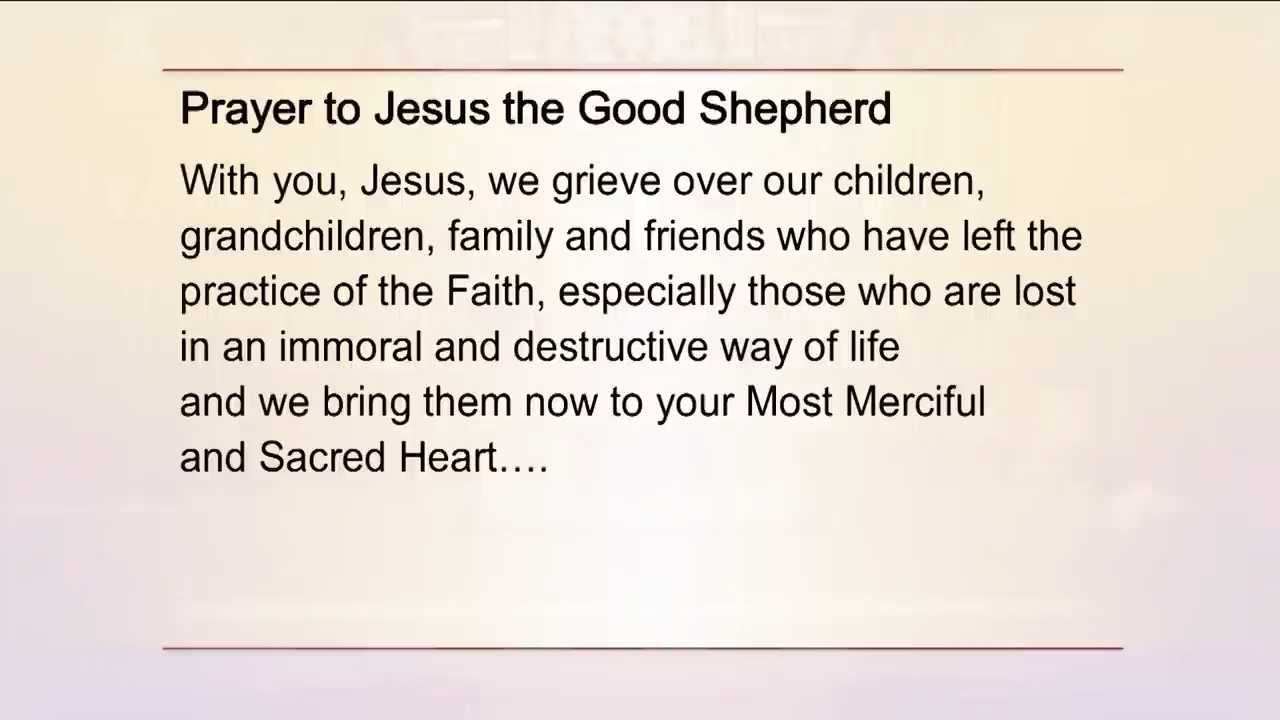 Prayer to Jesus the Good Shepherd
With you, Jesus, we grieve over our children,
grandchildren, family and friends who have left the
practice of the Faith, especially those who are lost
in an immoral and destructive way of life
and we bring them now to your Most Merciful
and Sacred Heart….